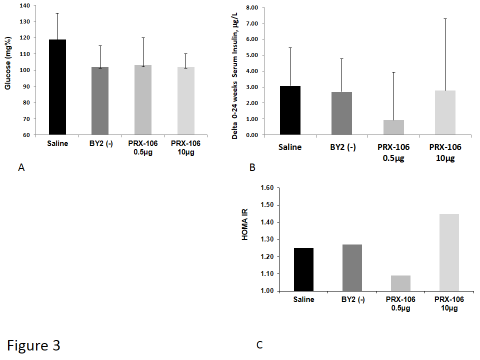 Glucose (mg%)
140
130
120
110
100
90
80
70
60
Saline
BY2 (-)
PRX-106
0.5µg
PRX-106
10µg
A
Delta 0-24 weeks Serum Insulin, µg/L
8.00
7.00
6.00
5.00
4.00
3.00
2.00
1.00
0.00
Saline
BY2 (-)
PRX-106
0.5µg
PRX-106
10µg
B
HOMA IR
1.60
1.50
1.40
1.30
1.20
1.10
1.00
Saline
BY2 (-)
PRX-106
0.5µg
PRX-106
10µg
Figure 3
C